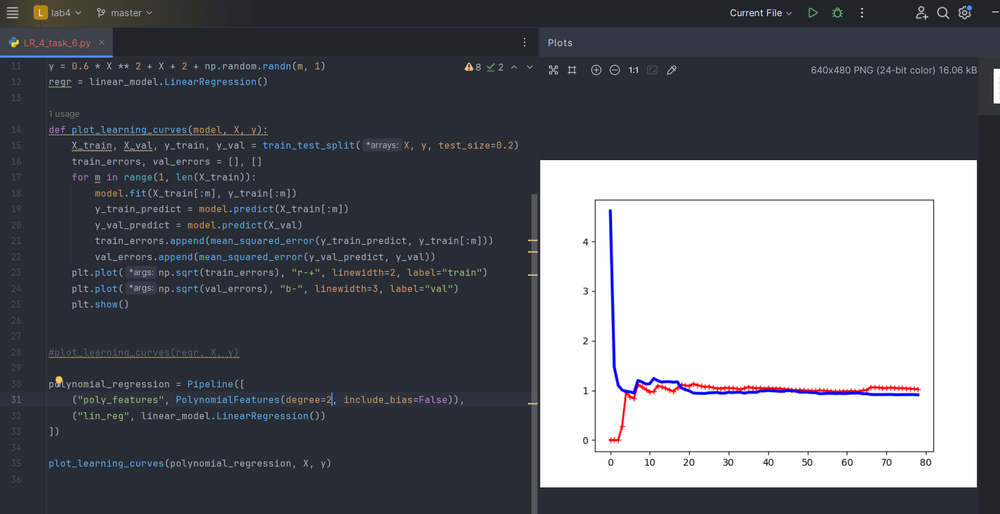 L lab4 master Current File
LR_4_task_6.py
Plots
8 2
640x480 PNG (24-bit color) 16.06 kB
1:1
11 y = 0.6 * X ** 2 + X + 2 + np.random.randn(m, 1)
12 regr = linear_model.LinearRegression()
13
1 usage
14 def plot_learning_curves(model, X, y):
15 X_train, X_val, y_train, y_val = train_test_split( *arrays: X, y, test_size=0.2)
16 train_errors, val_errors = [], []
17 for m in range(1, len(X_train)):
18 model.fit(X_train[:m], y_train[:m])
19 y_train_predict = model.predict(X_train[:m])
20 y_val_predict = model.predict(X_val)
21 train_errors.append(mean_squared_error(y_train_predict, y_train[:m]))
22 val_errors.append(mean_squared_error(y_val_predict, y_val))
23 plt.plot( *args: np.sqrt(train_errors), "r-+", linewidth=2, label="train")
24 plt.plot( *args: np.sqrt(val_errors), "b-", linewidth=3, label="val")
25 plt.show()
26
27
28 #plot_learning_curves(regr, X, y)
29
30 polynomial_regression = Pipeline([
31 ("poly_features", PolynomialFeatures(degree=2, include_bias=False)),
32 ("lin_reg", linear_model.LinearRegression())
33 ])
34
35 plot_learning_curves(polynomial_regression, X, y)
36
4
3
2
1
0
0 10 20 30 40 50 60 70 80